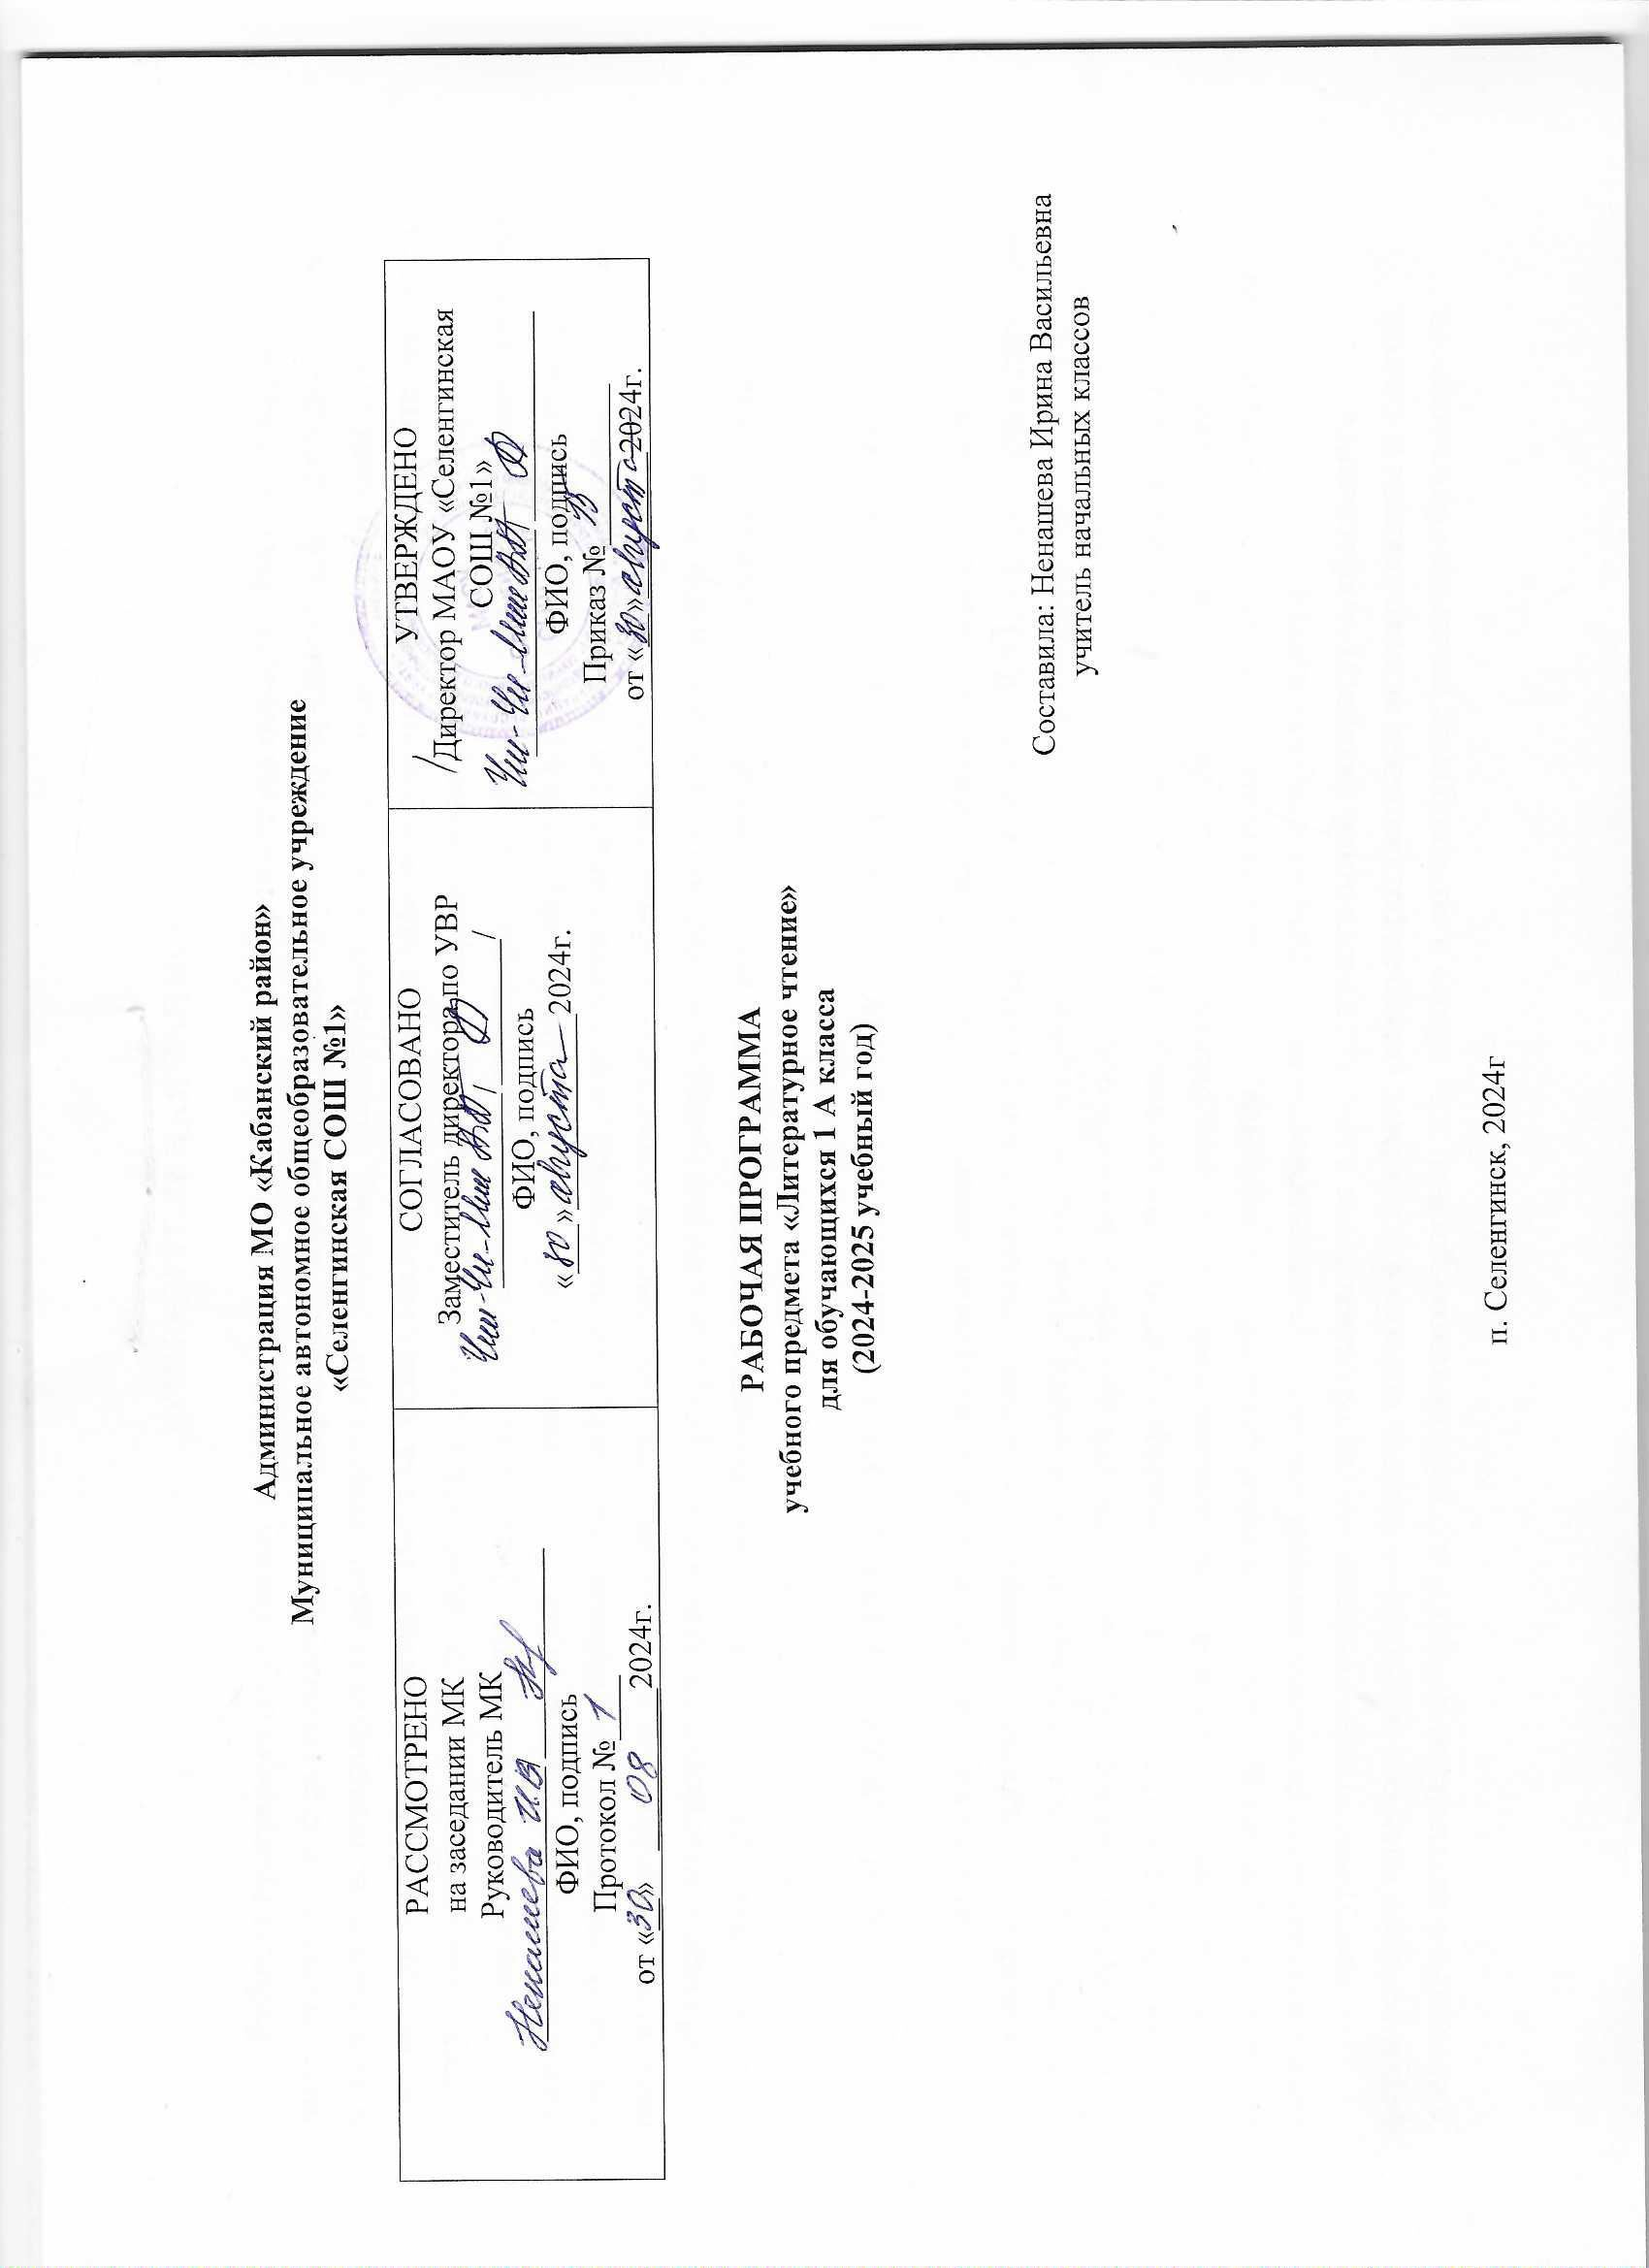 Администрация МО «Кабанский район»
Муниципальное автономное общеобразовательное учреждение
«Селенгинская СОШ №1»
РАССМОТРЕНО
на заседании МК
Руководитель МК
Ненашева И.В
ФИО, подпись
Протокол № 1
от «30» 08 2024г.
СОГЛАСОВАНО
Заместитель директора по УВР
ФИО, подпись
«30» августа 2024г.
УТВЕРЖДЕНО
Директор МАОУ «Селенгинская
СОШ №1»
ФИО, подпись
Приказ №
от «30» августа 2024г.
РАБОЧАЯ ПРОГРАММА
учебного предмета «Литературное чтение»
для обучающихся 1 А класса
(2024-2025 учебный год)
Составила: Ненашева Ирина Васильевна
учитель начальных классов
п. Селенгинск, 2024г